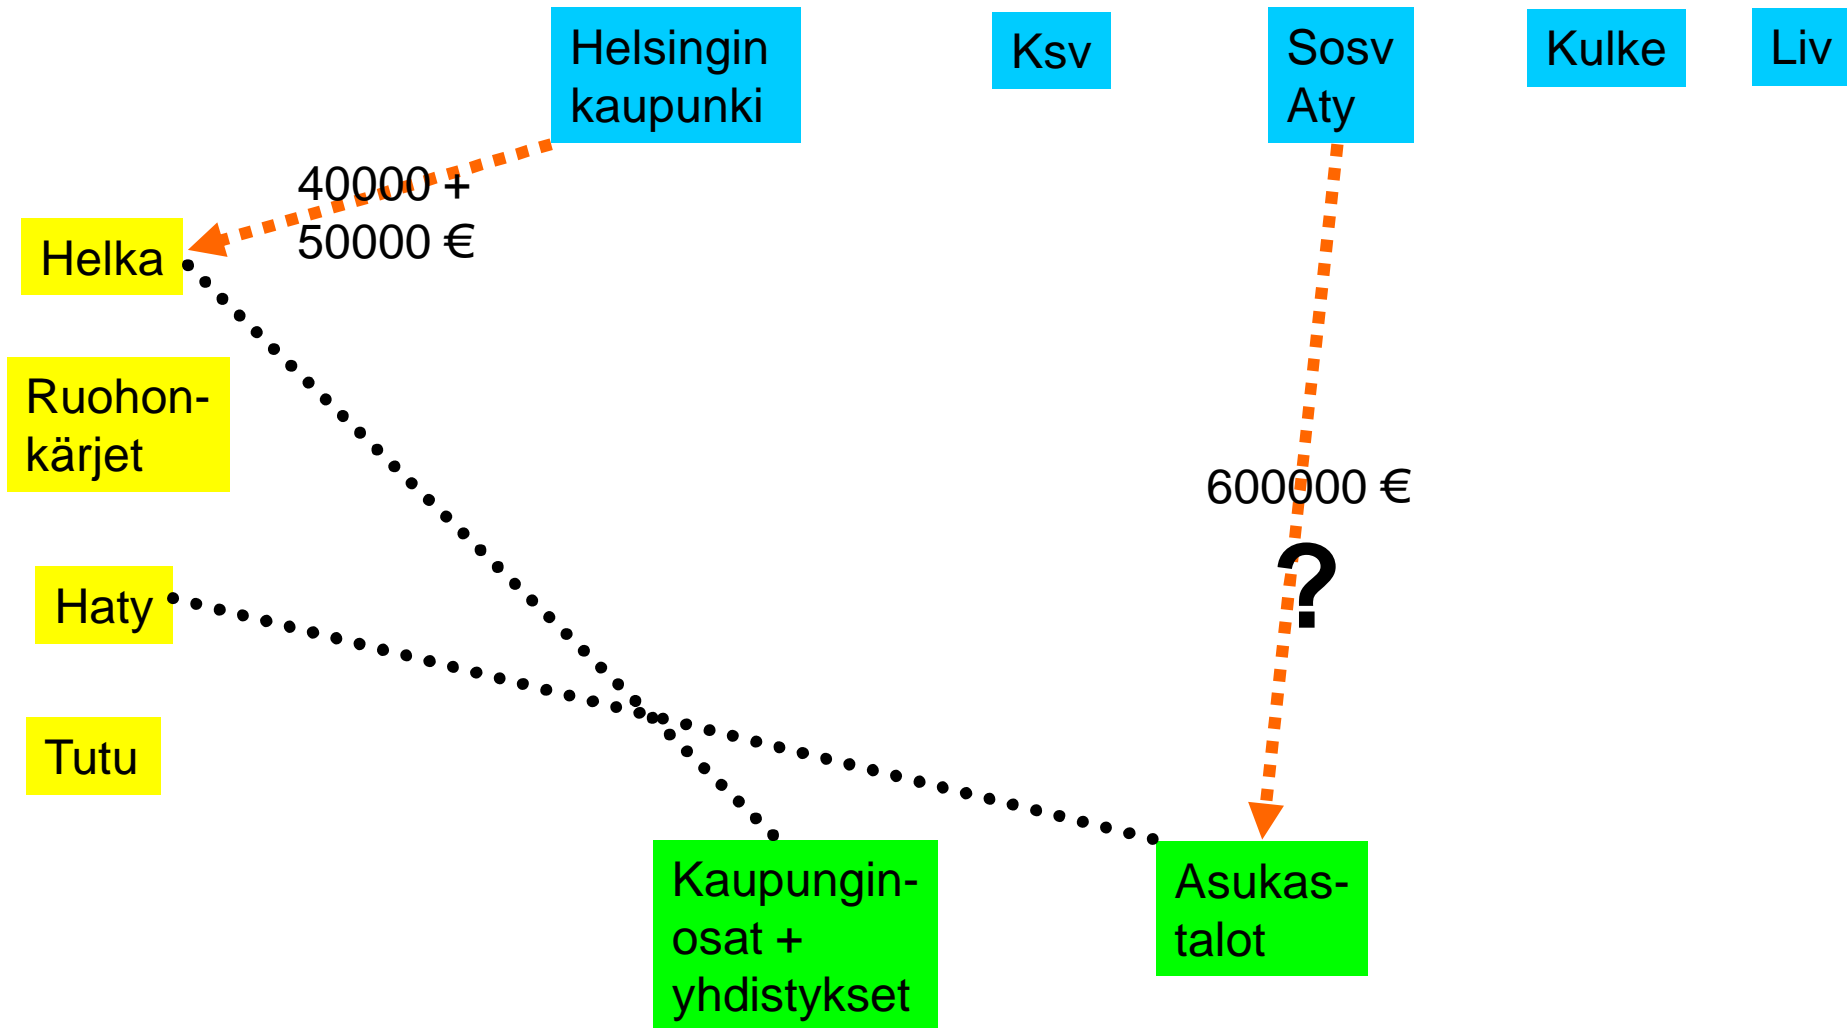 Helsingin
kaupunki
Ksv
Sosv
Aty
Kulke
Liv
40000 +
50000 €
Helka
Ruohon-
kärjet
600000 €
?
Haty
Tutu
Kaupungin-
osat +
yhdistykset
Asukas-
talot